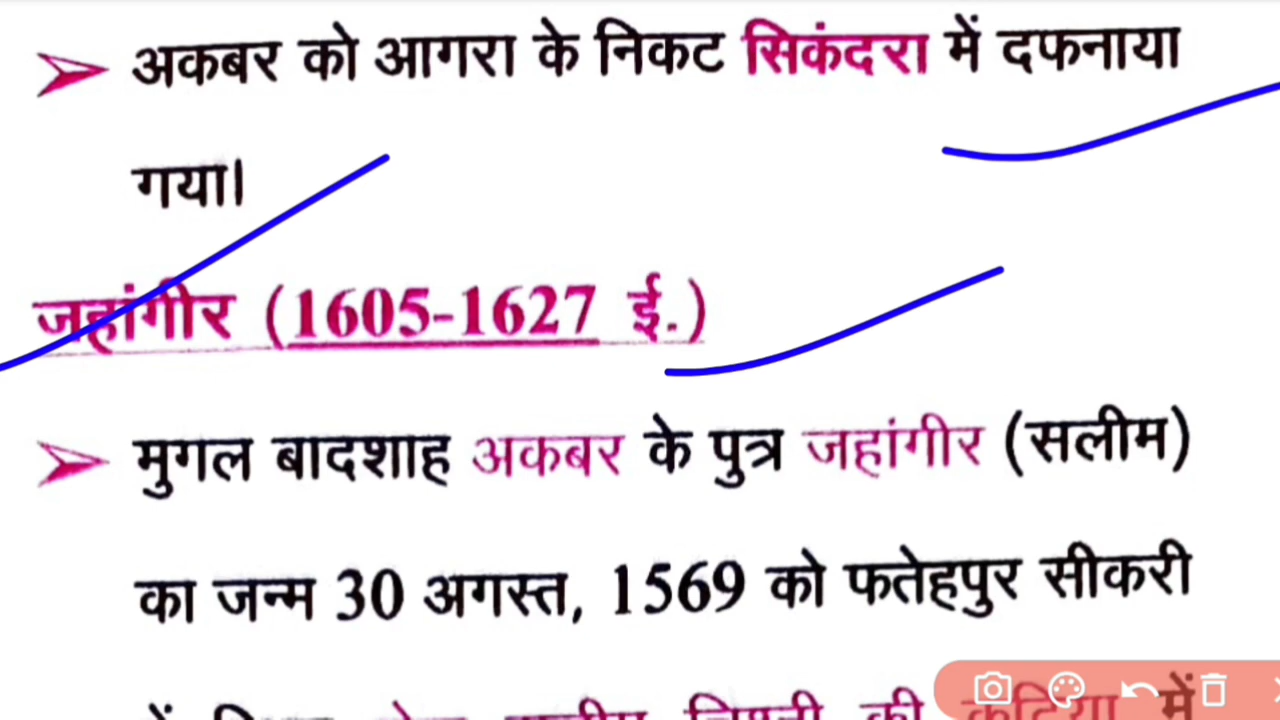 अकबर को आगरा के निकट सिकंदरा में दफनाया
गया।
जहांगीर (1605-1627 ई.)
मुगल बादशाह अकबर के पुत्र जहांगीर (सलीम)
का जन्म 30 अगस्त, 1569 को फतेहपुर सीकरी
में